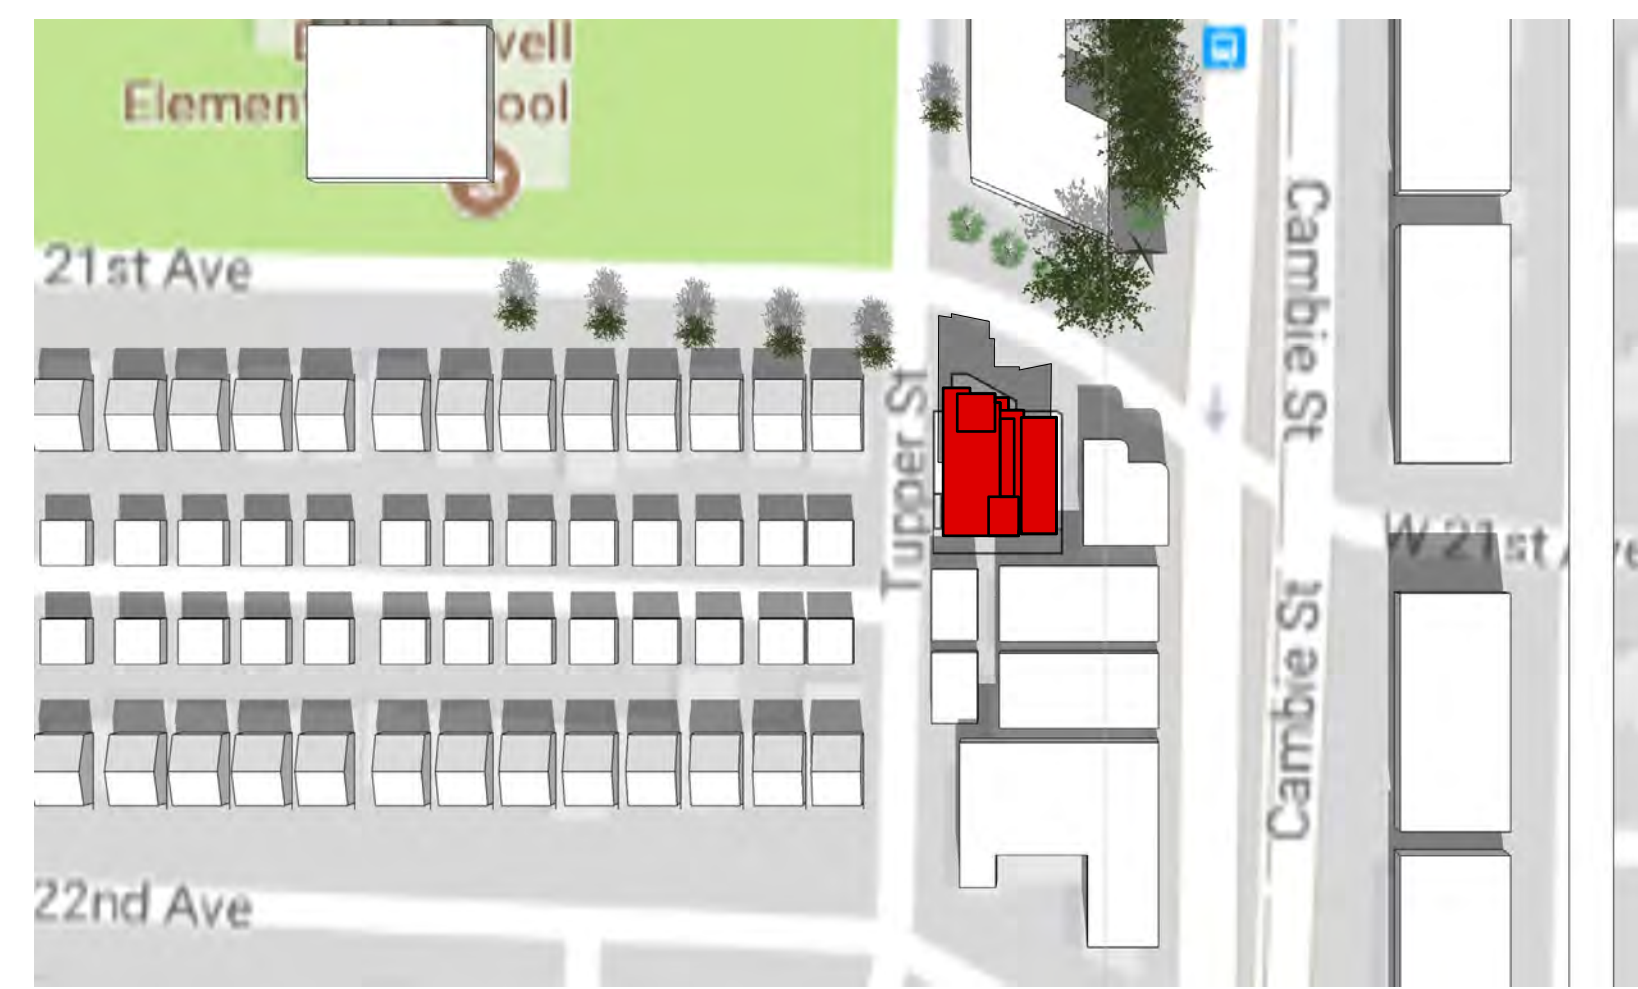 vell
Elemen ool
21st Ave
Cambie St
Tupper St
W 21st
Cambie St
22nd Ave